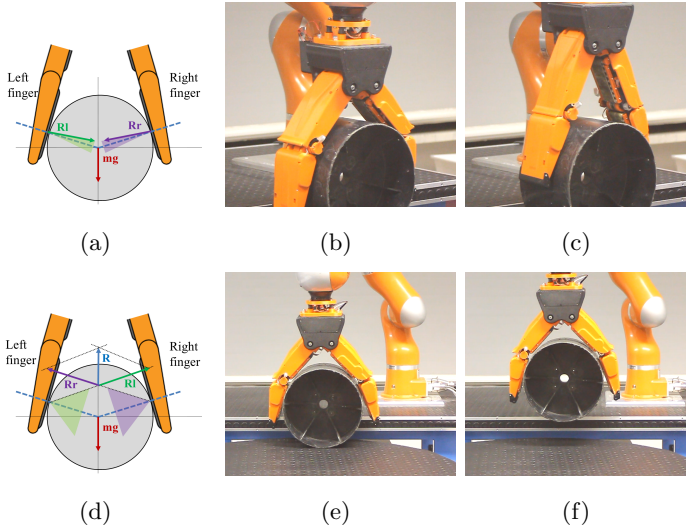 Left
finger
Right
finger
Rl
Rr
mg
(a)
(b)
(c)
Left
finger
Right
finger
R
Rr
Rl
mg
(d)
(e)
(f)